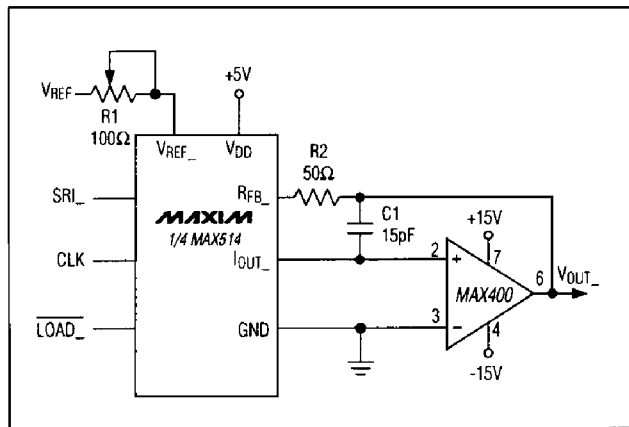 +5V
VREF
R1
100Ω
VREF_
VDD
R2
50Ω
RFB_
SRI_
MAXIM
1/4 MAX514
C1
15pF
+15V
7
CLK
IOUT_
2
+
6
VOUT_
MAX400
LOAD_
GND
3
−
4
-15V